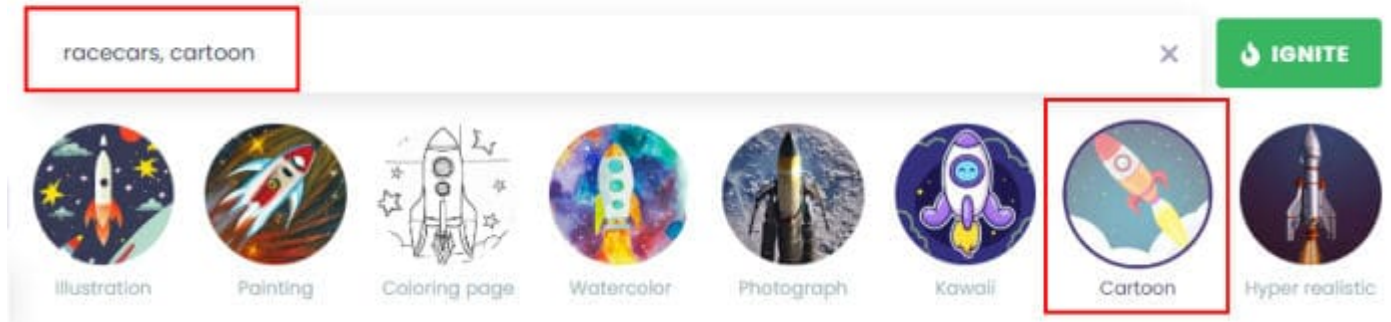 racecars, cartoon
IGNITE
Illustration
Painting
Coloring page
Watercolor
Photograph
Kawaii
Cartoon
Hyper realistic